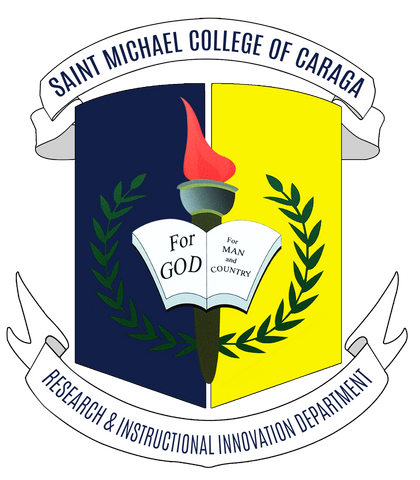 SAINT MICHAEL COLLEGE OF CARAGA
For
GOD
For
MAN
and
COUNTRY
RESEARCH & INSTRUCTIONAL INNOVATION DEPARTMENT